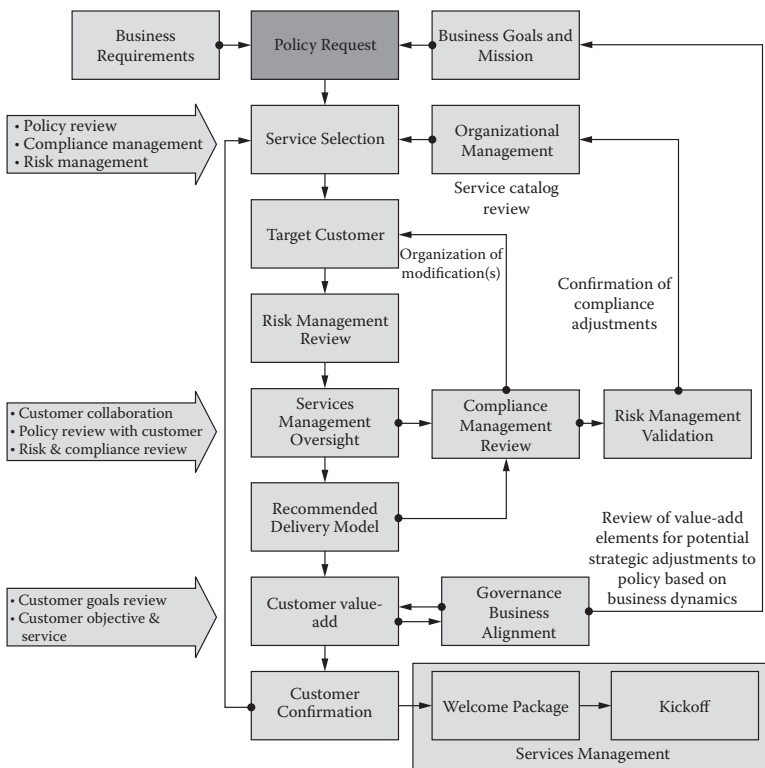 Business
Requirements
Policy Request
Business Goals and
Mission
• Policy review
• Compliance management
• Risk management
Service Selection
Organizational
Management
Service catalog
review
Target Customer
Organization of
modification(s)
Confirmation of
compliance
adjustments
Risk Management
Review
• Customer collaboration
• Policy review with customer
• Risk & compliance review
Services
Management
Oversight
Compliance
Management
Review
Risk Management
Validation
Recommended
Delivery Model
Review of value-add
elements for potential
strategic adjustments to
policy based on
business dynamics
• Customer goals review
• Customer objective &
service
Customer value-
add
Governance
Business
Alignment
Customer
Confirmation
Welcome Package
Kickoff
Services Management